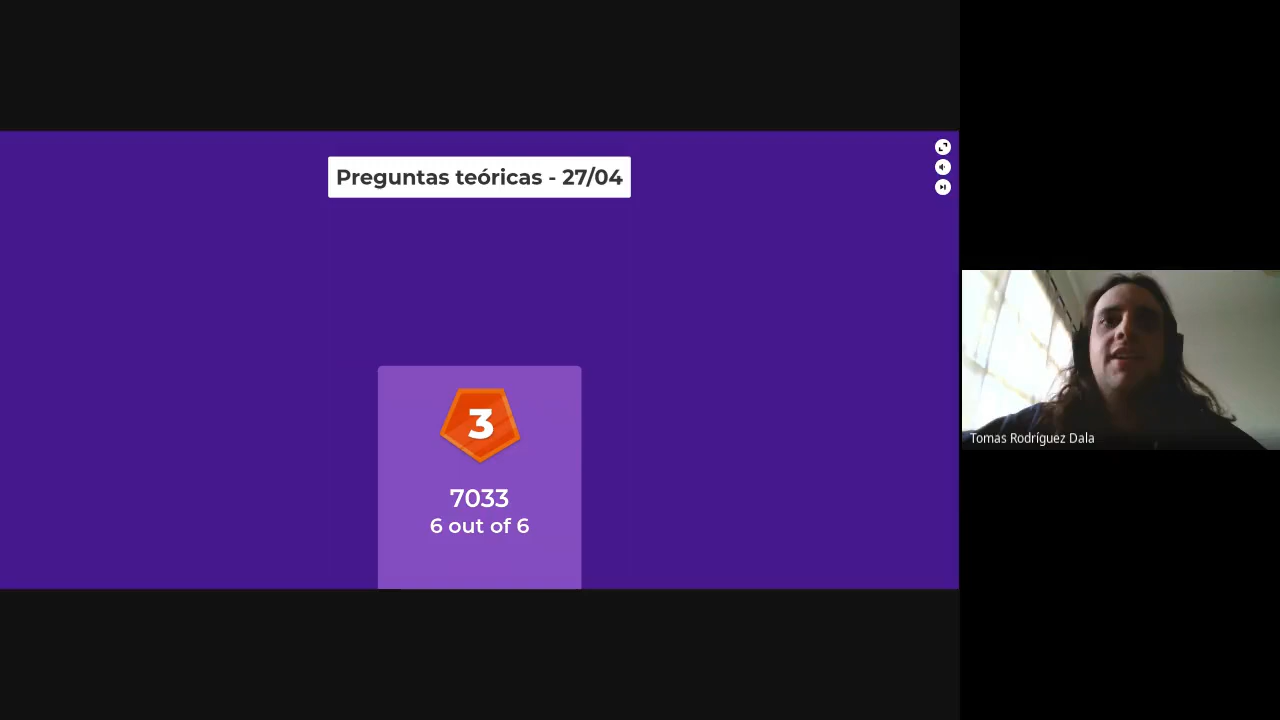 Preguntas teóricas - 27/04
3
7033
6 out of 6
Tomas Rodríguez Dala